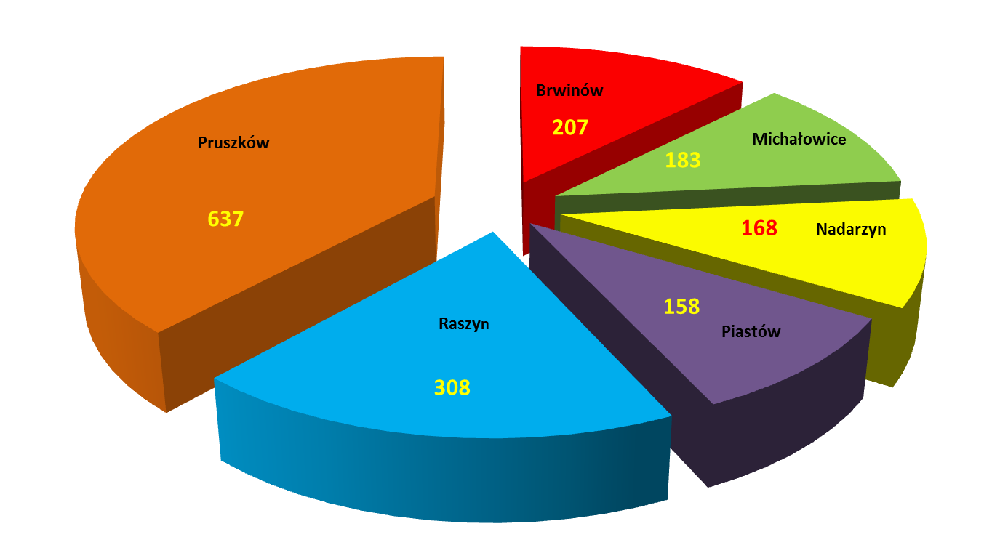 Brwinów
207
Michałowice
183
Nadarzyn
168
Piastów
158
Raszyn
308
Pruszków
637